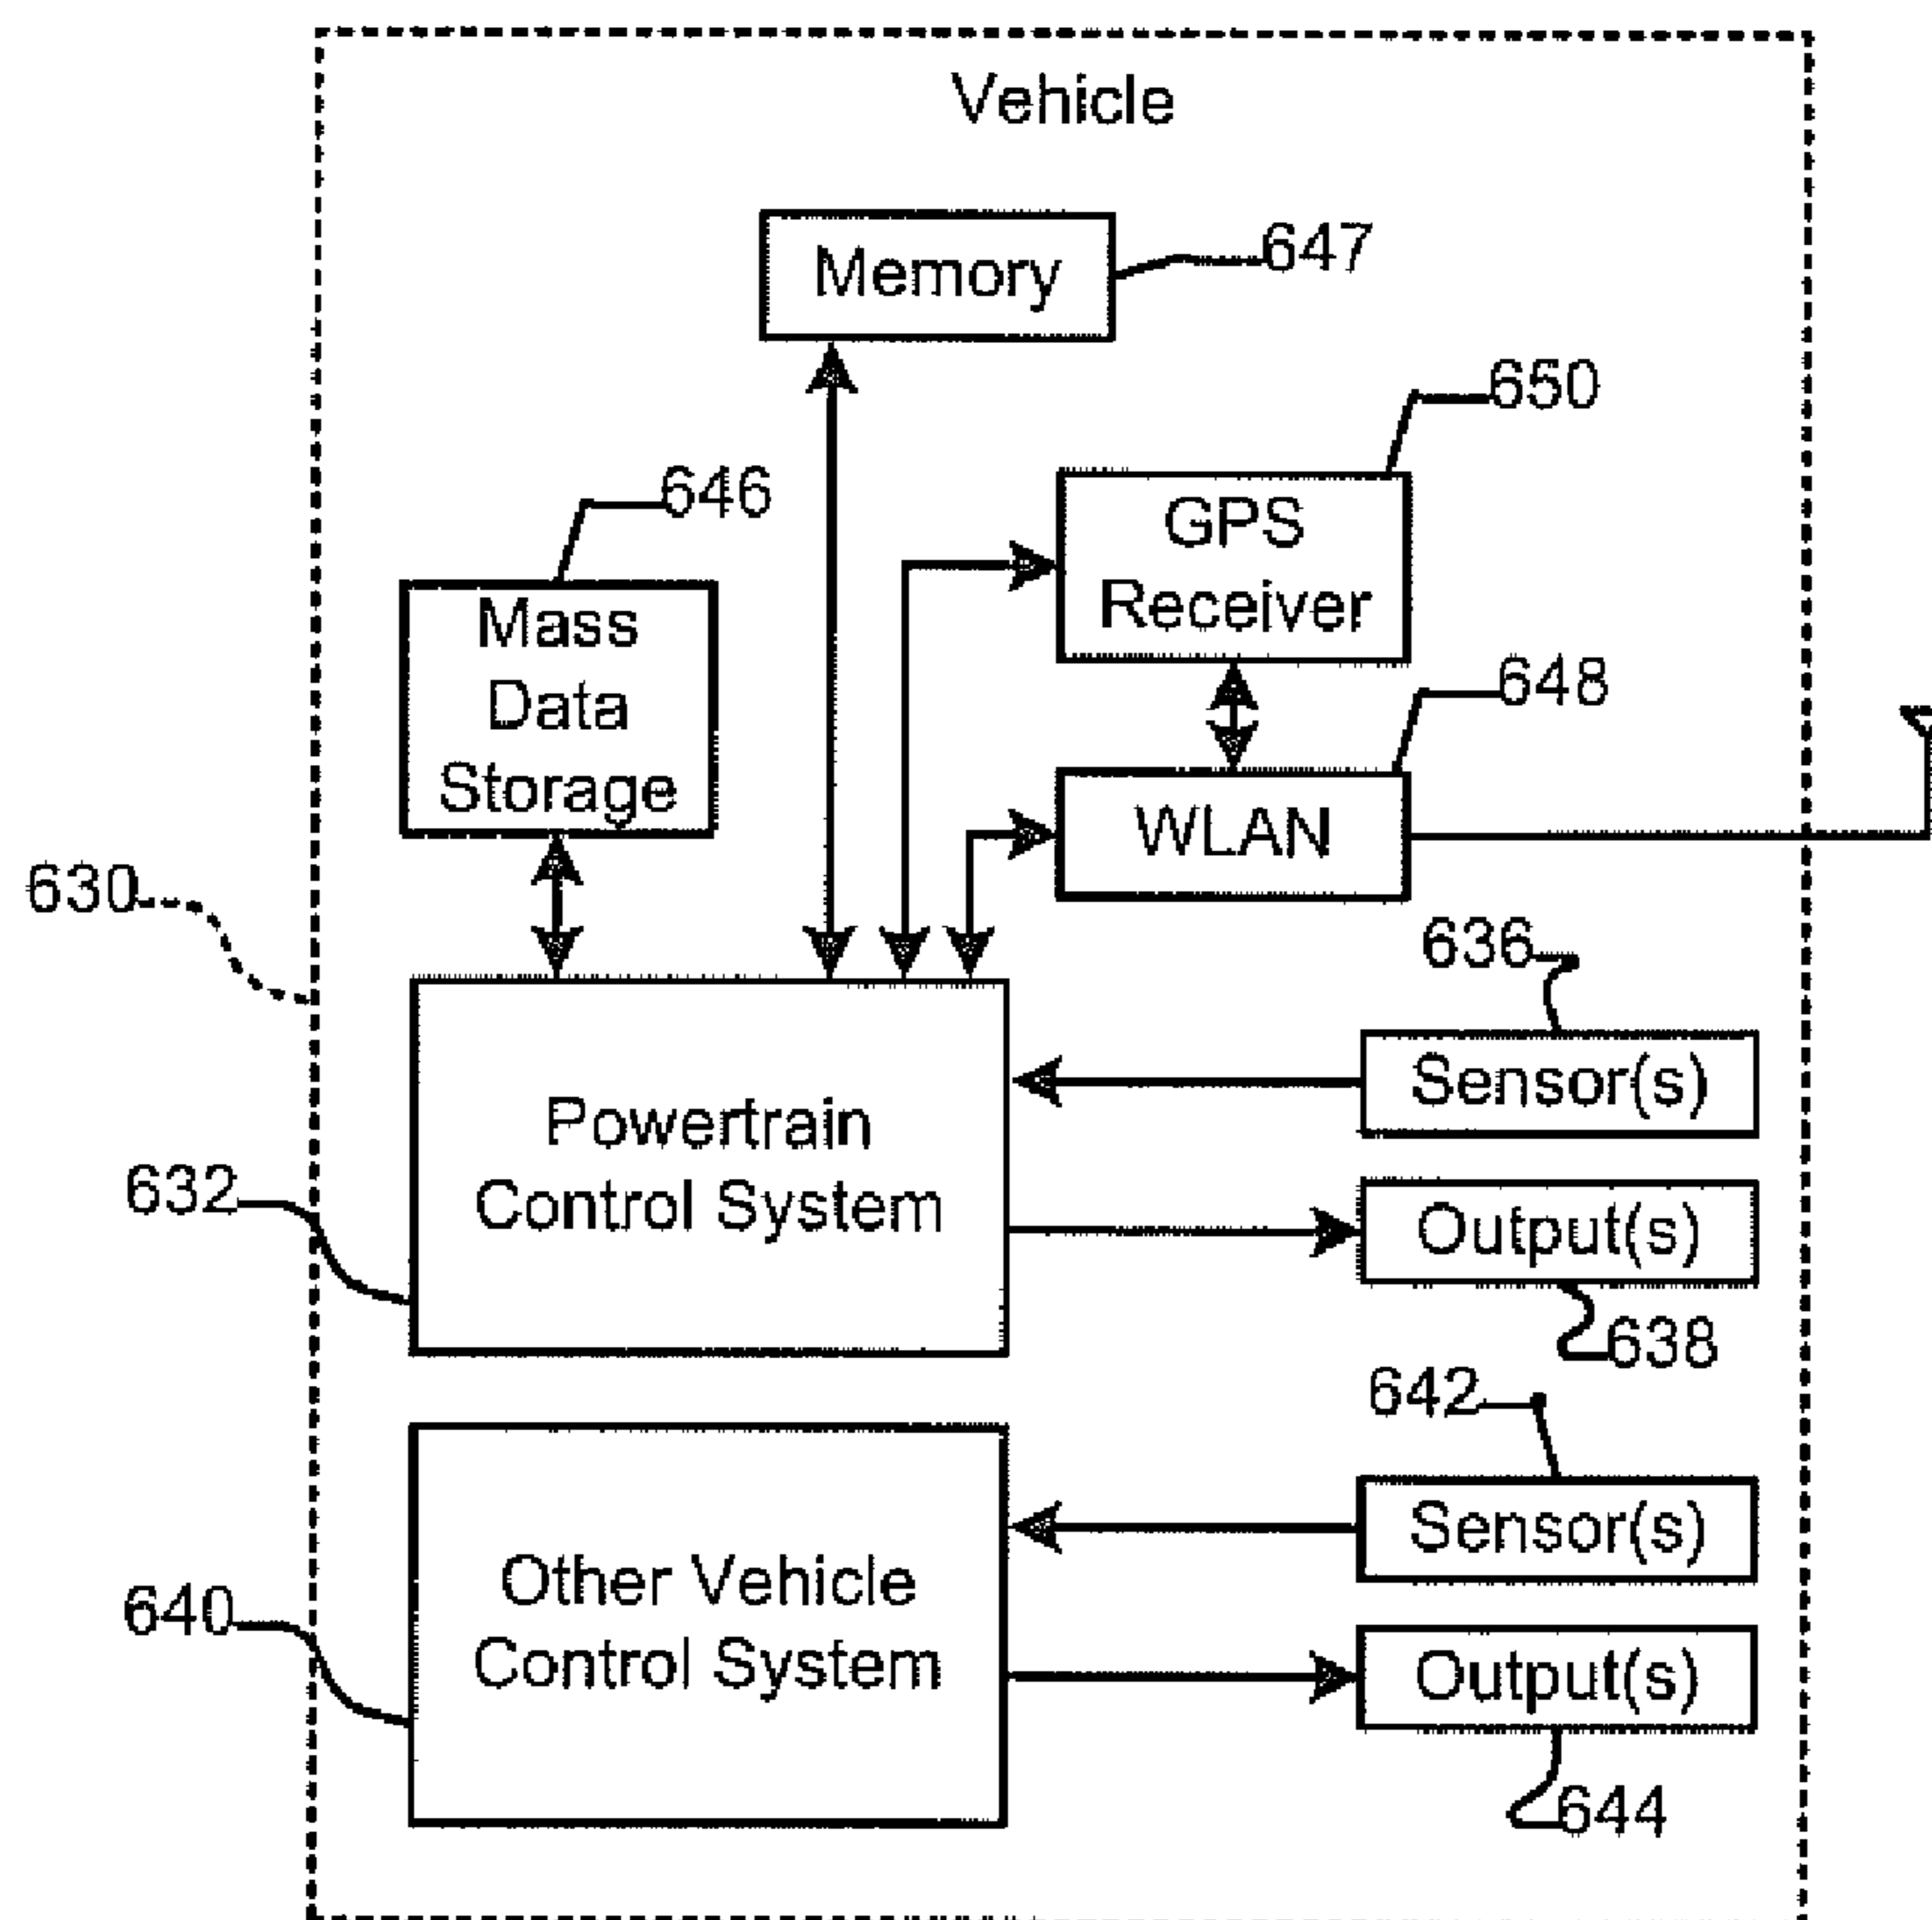 Vehicle
Memory
647
650
646
GPS
Receiver
Mass
Data
Storage
648
WLAN
630
636
Sensor(s)
Powertrain
Control System
632
Output(s)
638
642
Sensor(s)
Other Vehicle
Control System
640
Output(s)
644